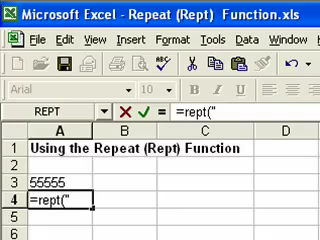 Microsoft Excel - Repeat (Rept)  Function.xls
File Edit View Insert Format Tools Data Window
Arial 10 B I U
REPT =rept("
A B C D
1 Using the Repeat (Rept) Function
2
3 55555
4 =rept("
5
6